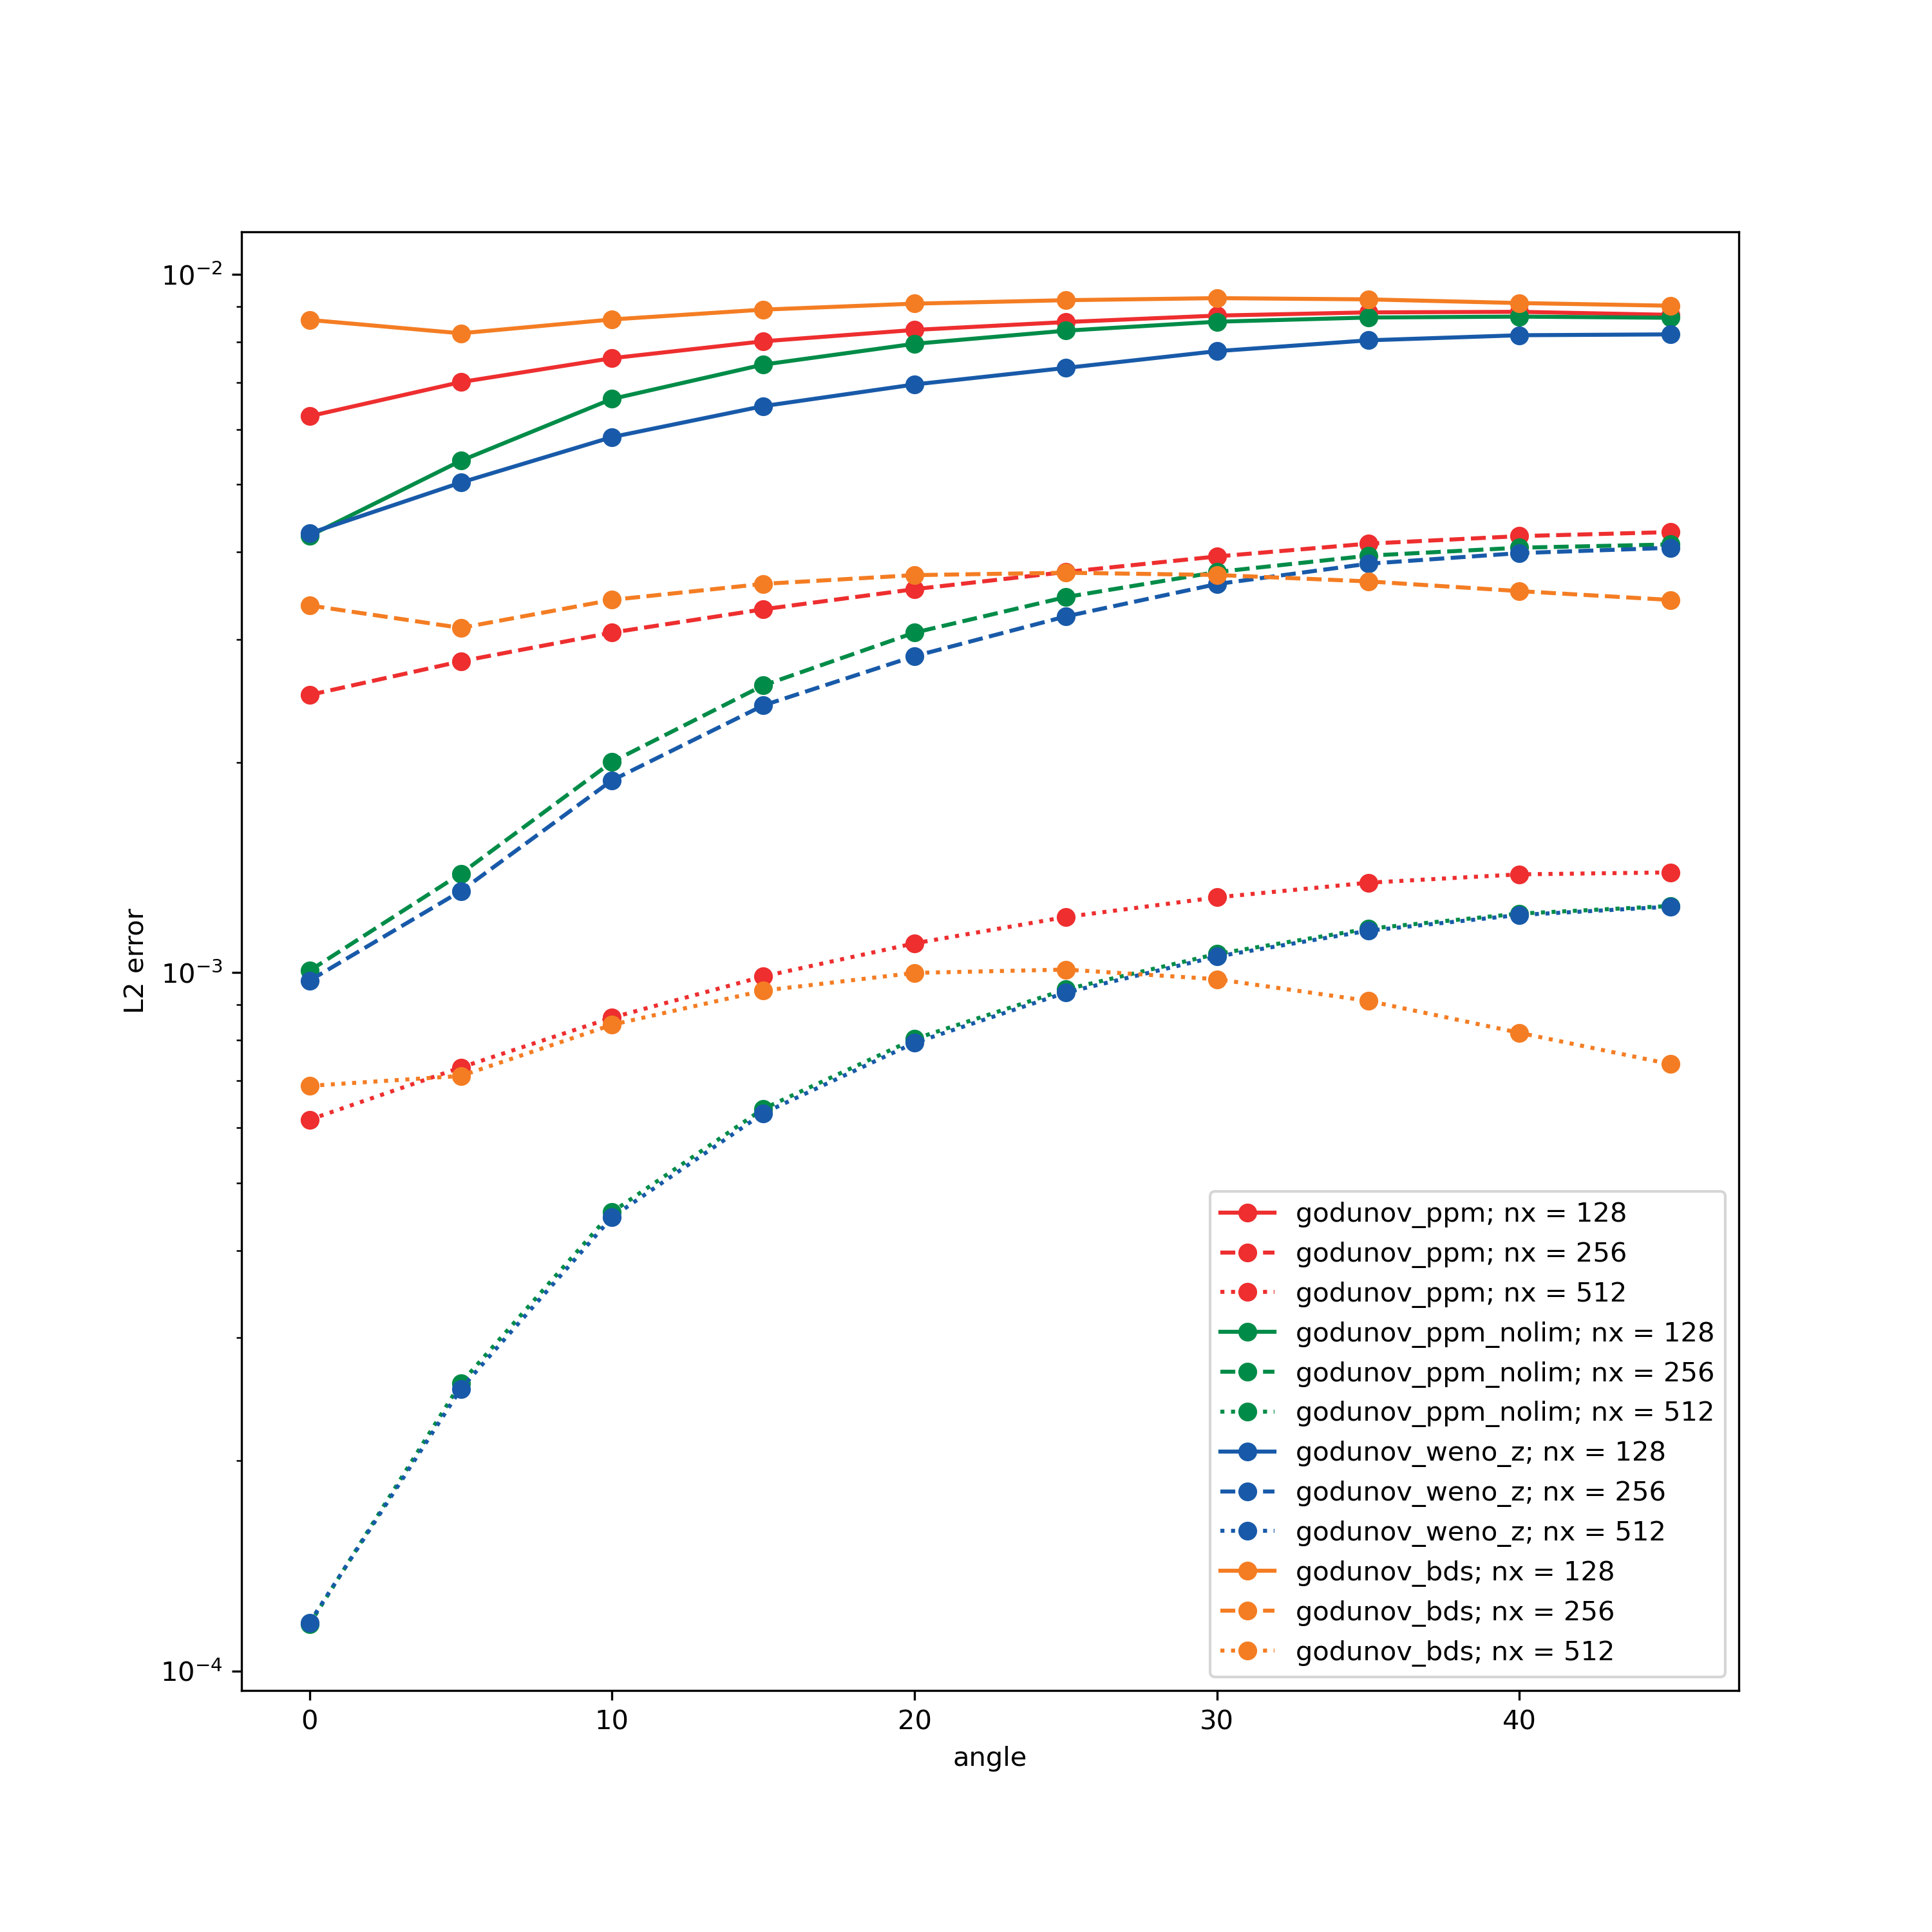 10⁻²
10⁻³
10⁻⁴
L2 error
0 10 20 30 40
angle
godunov_ppm; nx = 128
godunov_ppm; nx = 256
godunov_ppm; nx = 512
godunov_ppm_nolim; nx = 128
godunov_ppm_nolim; nx = 256
godunov_ppm_nolim; nx = 512
godunov_weno_z; nx = 128
godunov_weno_z; nx = 256
godunov_weno_z; nx = 512
godunov_bds; nx = 128
godunov_bds; nx = 256
godunov_bds; nx = 512